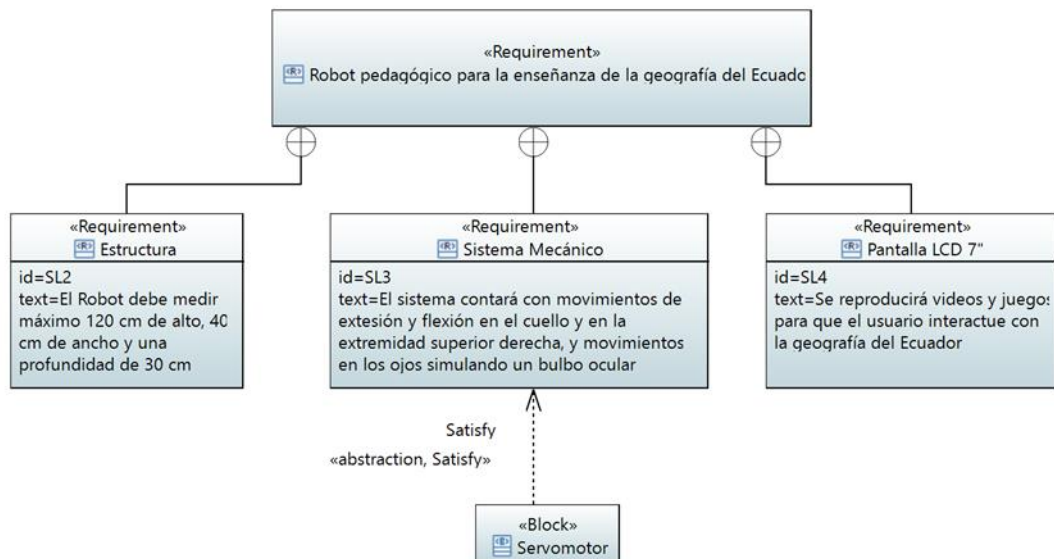 «Requirement»
Robot pedagógico para la enseñanza de la geografía del Ecuado
«Requirement»
Estructura
id=SL2
text=El Robot debe medir
máximo 120 cm de alto, 40
cm de ancho y una
profundidad de 30 cm
«Requirement»
Sistema Mecánico
id=SL3
text=El sistema contará con movimientos de
extesión y flexión en el cuello y en la
extremidad superior derecha, y movimientos
en los ojos simulando un bulbo ocular
«Requirement»
Pantalla LCD 7"
id=SL4
text=Se reproducirá videos y juegos
para que el usuario interactue con
la geografía del Ecuador
Satisfy
«abstraction, Satisfy»
«Block»
Servomotor